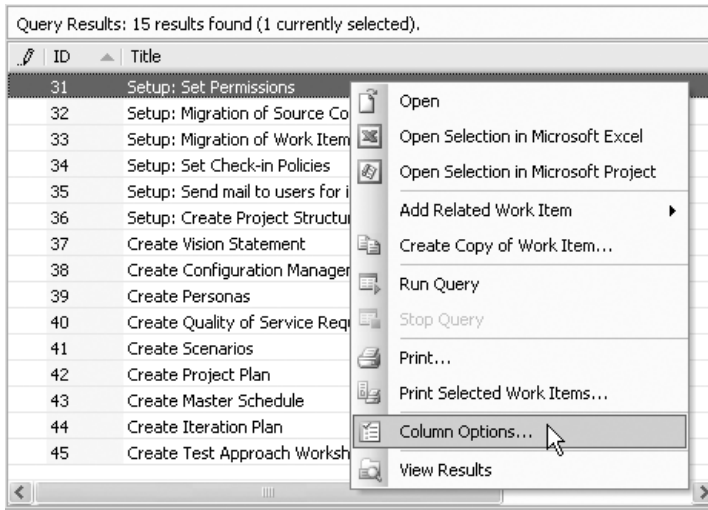 Query Results: 15 results found (1 currently selected).
ID Title
31 Setup: Set Permissions
32 Setup: Migration of Source Co
33 Setup: Migration of Work Item
34 Setup: Set Check-in Policies
35 Setup: Send mail to users for i
36 Setup: Create Project Structu
37 Create Vision Statement
38 Create Configuration Manager
39 Create Personas
40 Create Quality of Service Req
41 Create Scenarios
42 Create Project Plan
43 Create Master Schedule
44 Create Iteration Plan
45 Create Test Approach Worksh
Open
Open Selection in Microsoft Excel
Open Selection in Microsoft Project
Add Related Work Item
Create Copy of Work Item...
Run Query
Stop Query
Print...
Print Selected Work Items...
Column Options...
View Results